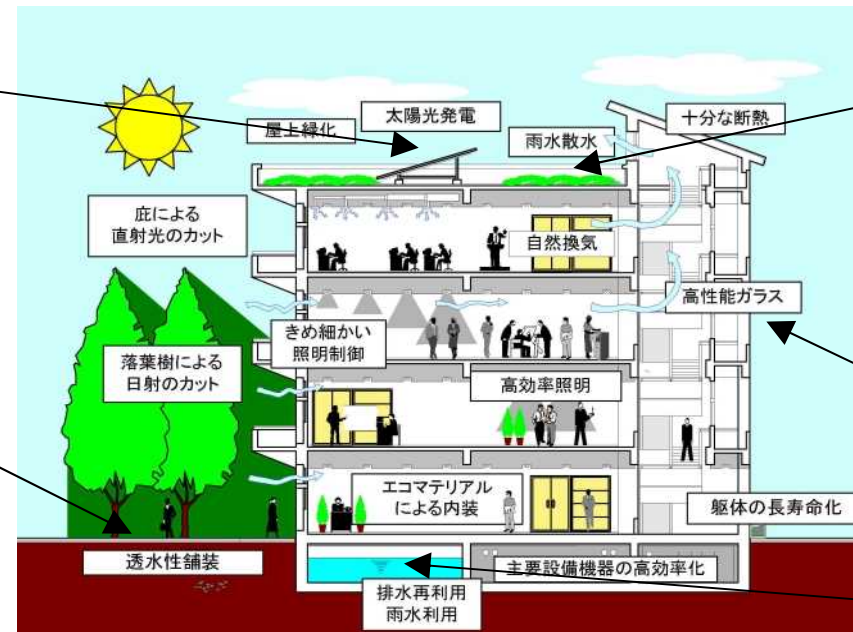 太陽光発電
屋上緑化
雨水散水
十分な断熱
庇による
直射光のカット
自然換気
高性能ガラス
きめ細かい
照明制御
落葉樹による
日射のカット
高効率照明
エコマテリアル
による内装
躯体の長寿命化
透水性舗装
主要設備機器の高効率化
排水再利用
雨水利用